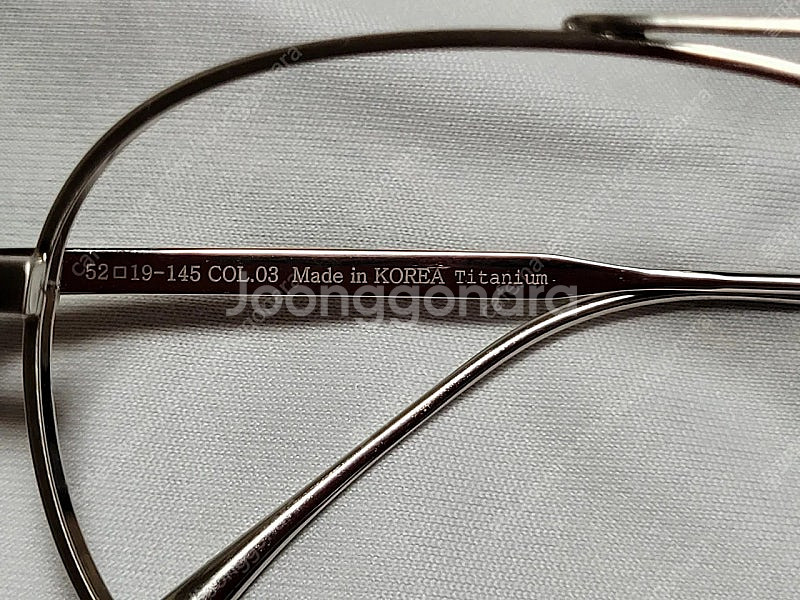 52□19-145 COL.03 Made in KOREA Titanium
Joonggonara